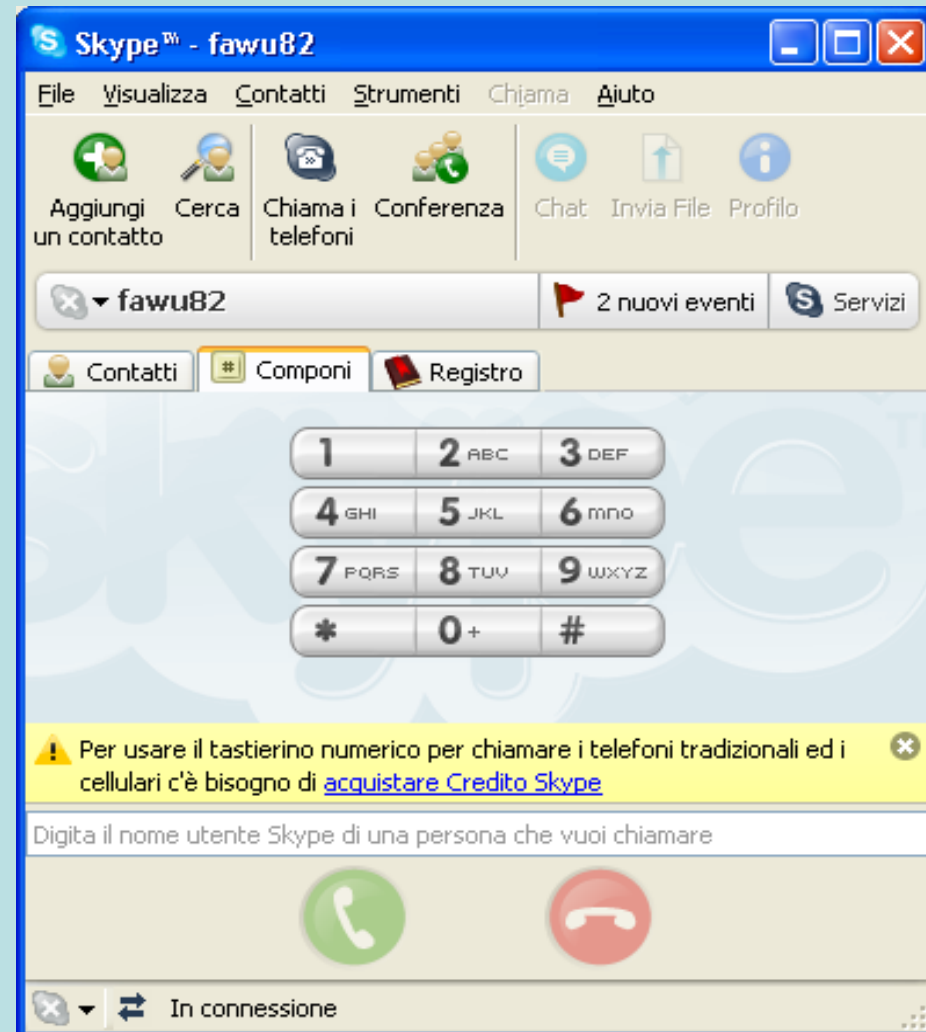 Skype™ - fawu82
File Visualizza Contatti Strumenti Chiama Aiuto
Aggiungi un contatto
Cerca
Chiama i telefoni
Conferenza
Chat
Invia File
Profilo
fawu82 2 nuovi eventi Servizi
Contatti # Componi Registro
skype
1 2 ABC 3 DEF
4 GHI 5 JKL 6 mno
7 PQRS 8 TUV 9 WXYZ
* 0 + #
Per usare il tastierino numerico per chiamare i telefoni tradizionali ed i
cellulari c'è bisogno di acquistare Credito Skype
Digita il nome utente Skype di una persona che vuoi chiamare
In connessione